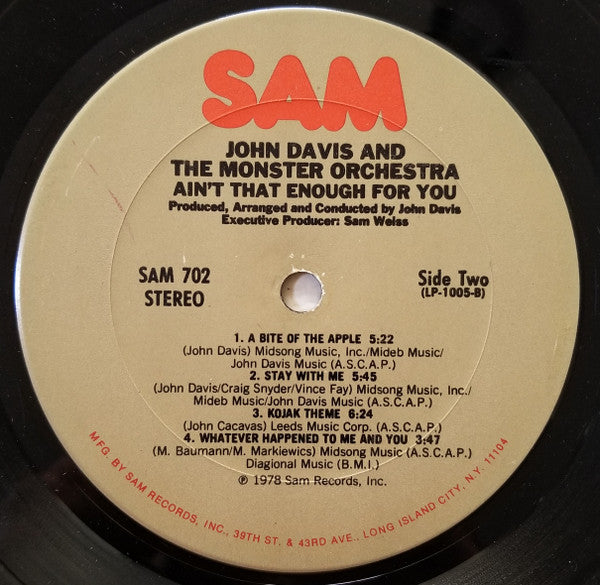 SAM
JOHN DAVIS AND
THE MONSTER ORCHESTRA
AIN'T THAT ENOUGH FOR YOU
Produced, Arranged and Conducted by John Davis
Executive Producer: Sam Weiss
SAM 702
STEREO
Side Two
(LP-1005-B)
1. A BITE OF THE APPLE 5:22
(John Davis) Midsong Music, Inc./Mideb Music/
John Davis Music (A.S.C.A.P.)
2. STAY WITH ME 5:45
(John Davis/Craig Snyder/Vince Fay) Midsong Music, Inc./
Mideb Music/John Davis Music (A.S.C.A.P.)
3. KOJAK THEME 6:24
(John Cacavas) Leeds Music Corp. (A.S.C.A.P.)
4. WHATEVER HAPPENED TO ME AND YOU 3:47
(M. Baumann/M. Markiewics) Midsong Music (A.S.C.A.P.)
Diagional Music (B.M.I.)
℗ 1978 Sam Records, Inc.
MFG. BY SAM RECORDS, INC., 39TH ST. & 43RD AVE., LONG ISLAND CITY, N.Y. 11104